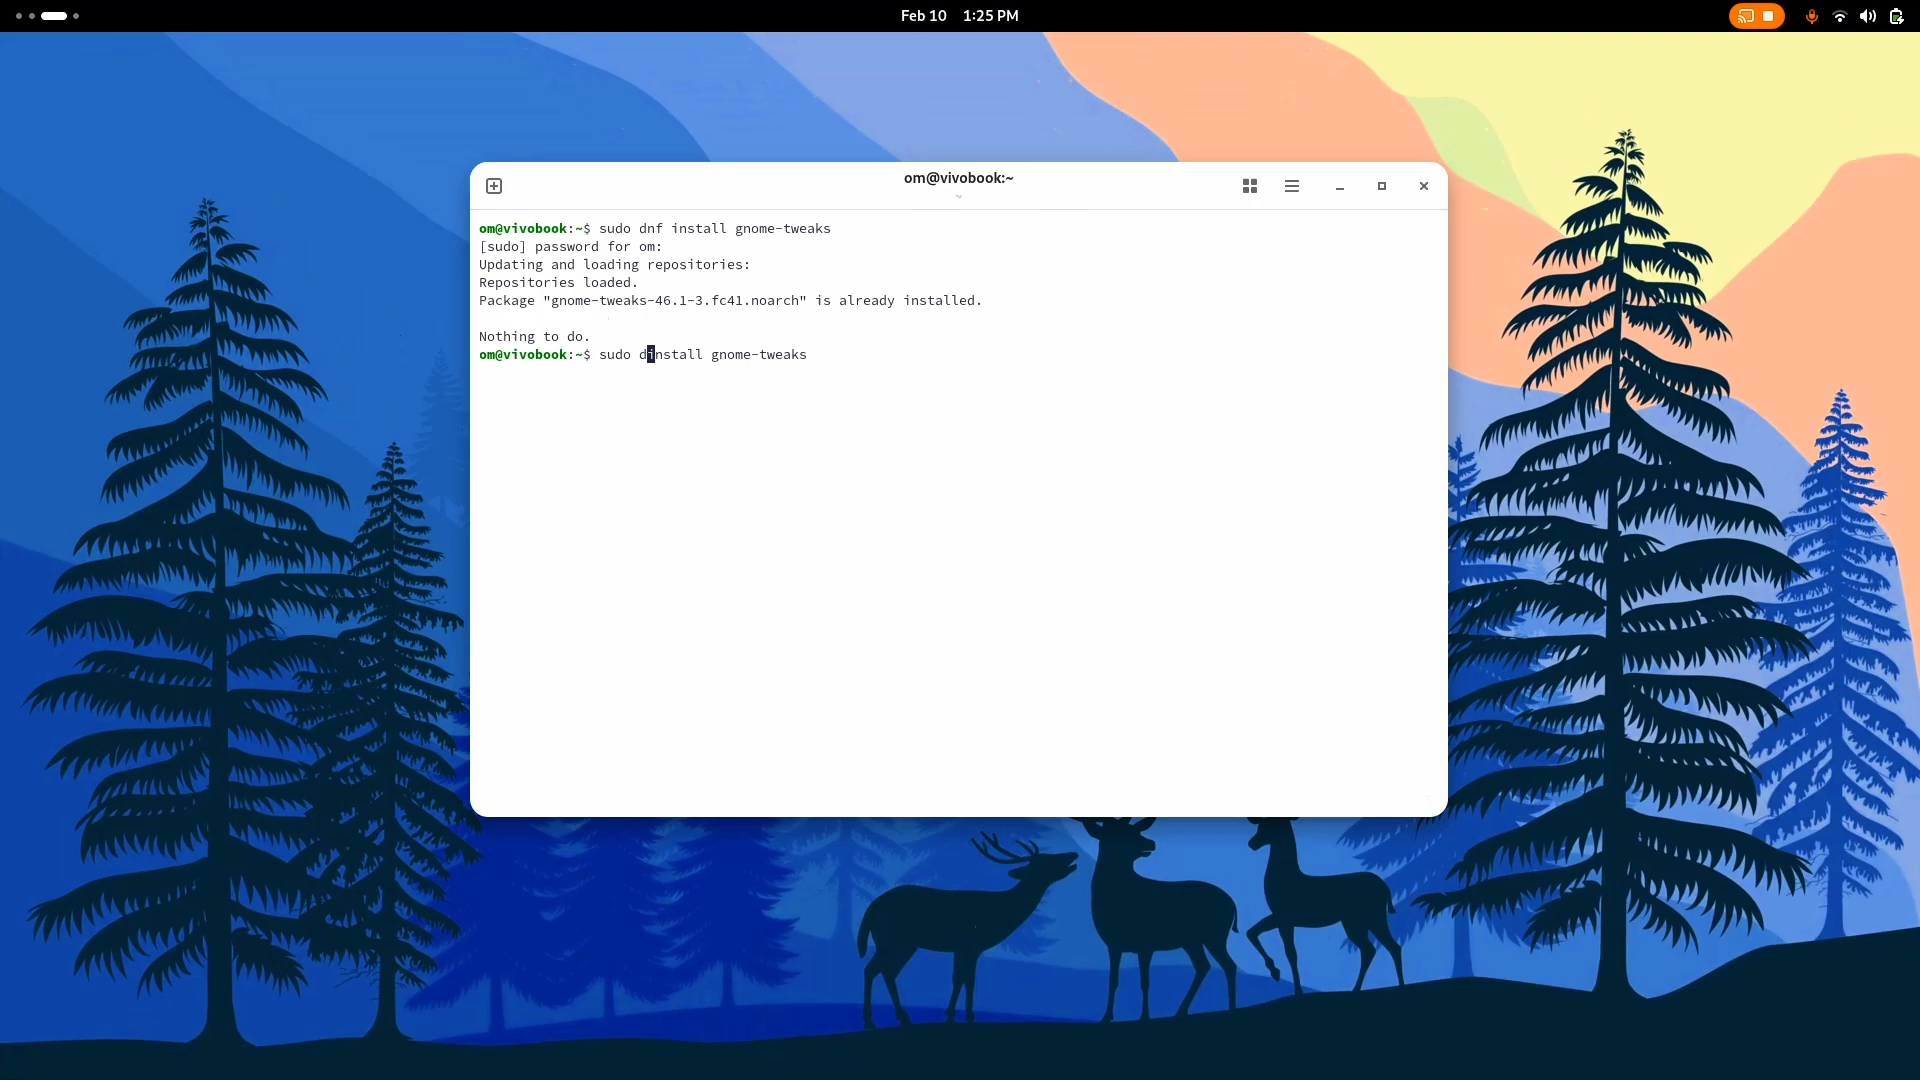 Feb 10 1:25 PM
om@vivobook:~
~
om@vivobook:~$ sudo dnf install gnome-tweaks
[sudo] password for om:
Updating and loading repositories:
Repositories loaded.
Package "gnome-tweaks-46.1-3.fc41.noarch" is already installed.
Nothing to do.
om@vivobook:~$ sudo dinstall gnome-tweaks